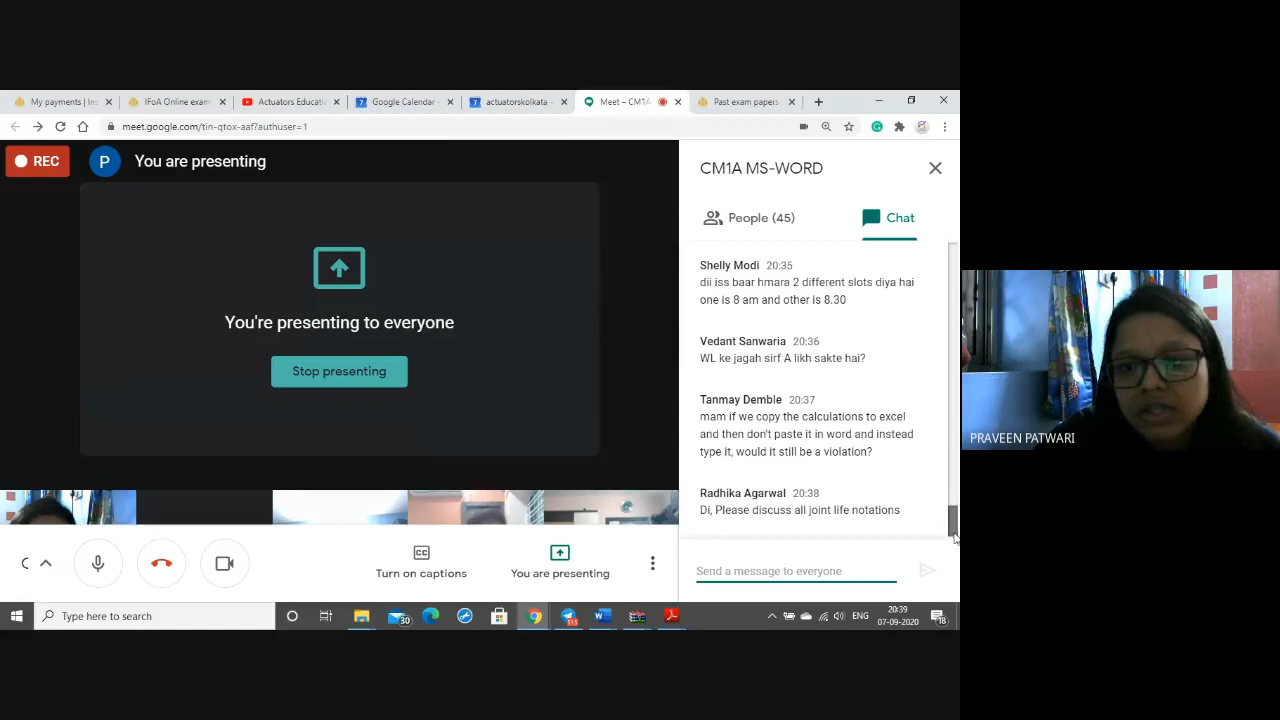 My payments | Ins
IFoA Online exam
Actuators Educati
Google Calendar -
actuatorskolkata -
Meet – CM1A
Past exam papers
meet.google.com/tin-qtox-aaf?authuser=1
REC
P
You are presenting
You're presenting to everyone
Stop presenting
CM1A MS-WORD
People (45)
Chat
Shelly Modi 20:35
dii iss baar hmara 2 different slots diya hai
one is 8 am and other is 8.30
Vedant Sanwaria 20:36
WL ke jagah sirf A likh sakte hai?
Tanmay Demble 20:37
mam if we copy the calculations to excel
and then don't paste it in word and instead
type it, would it still be a violation?
Radhika Agarwal 20:38
Di, Please discuss all joint life notations
Send a message to everyone
Turn on captions
You are presenting
PRAVEEN PATWARI
Type here to search
30
ENG
20:39
07-09-2020
18